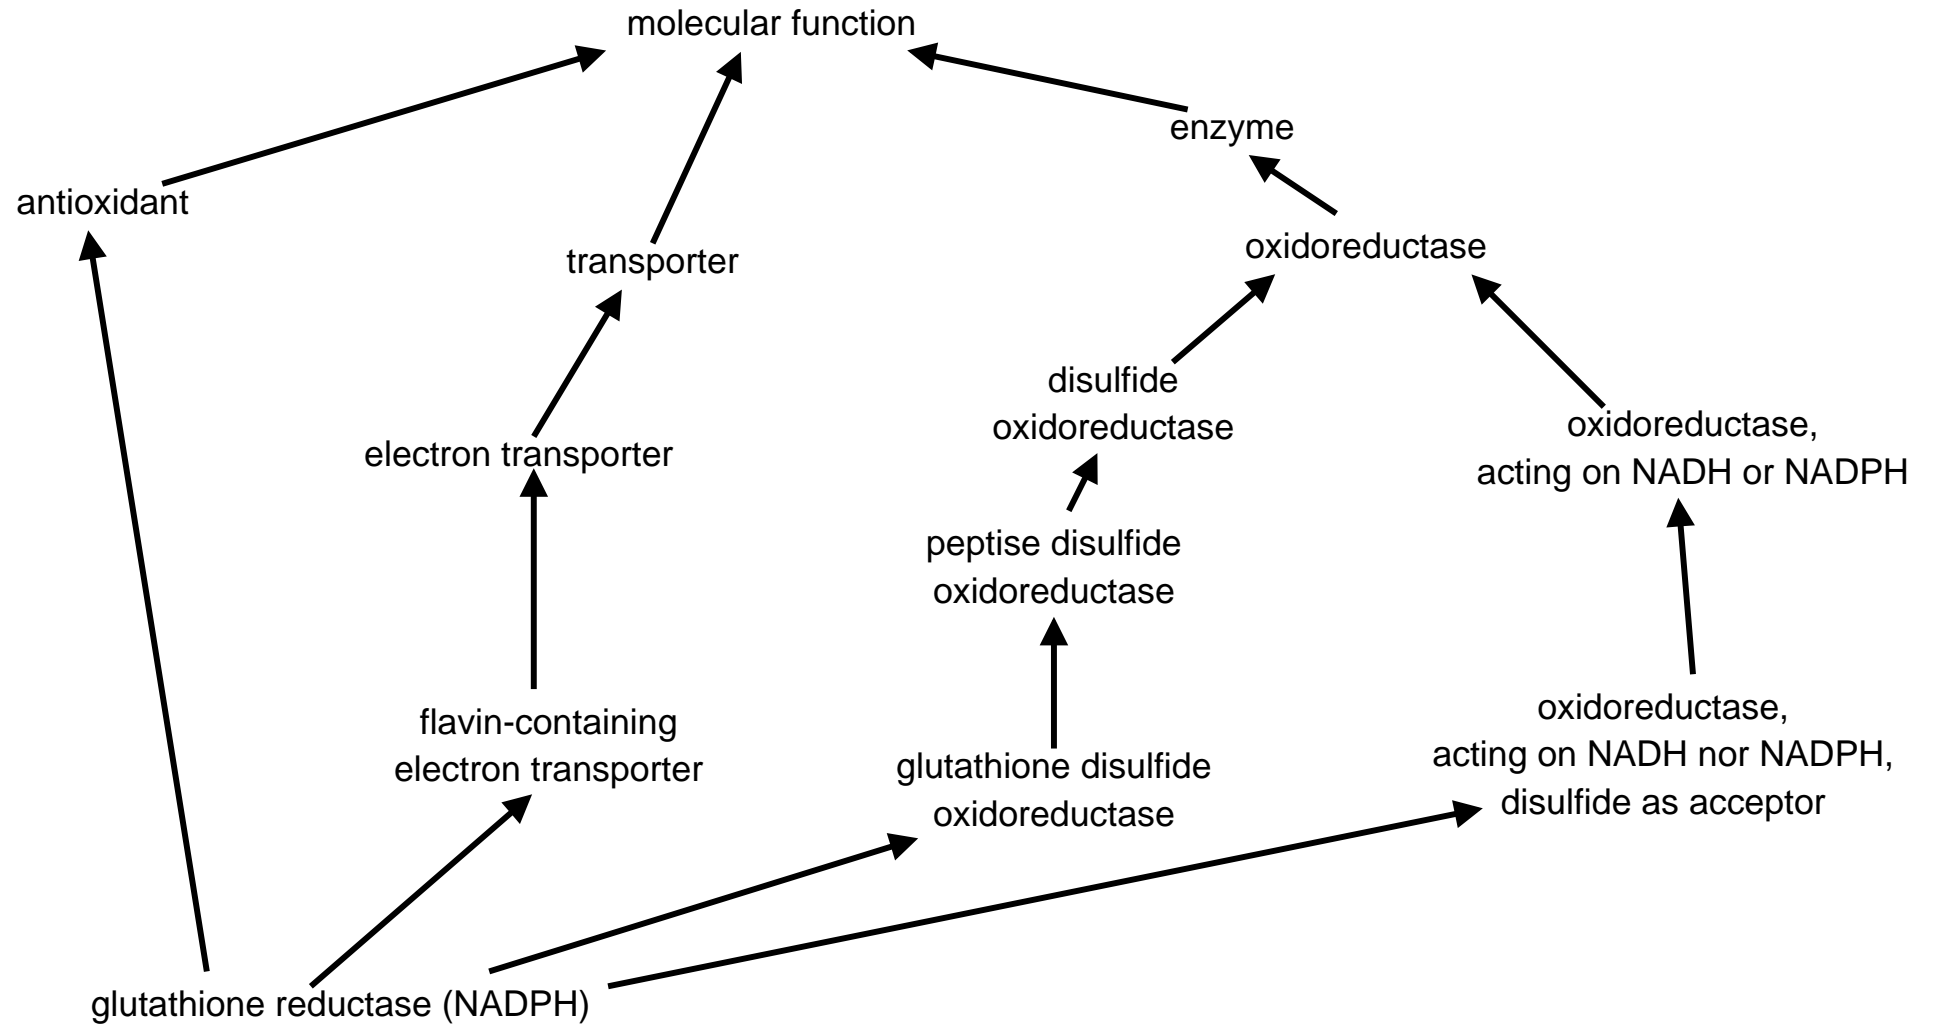 molecular function
enzyme
antioxidant
transporter
oxidoreductase
disulfide
oxidoreductase
oxidoreductase,
acting on NADH or NADPH
electron transporter
peptise disulfide
oxidoreductase
flavin-containing
electron transporter
glutathione disulfide
oxidoreductase
oxidoreductase,
acting on NADH nor NADPH,
disulfide as acceptor
glutathione reductase (NADPH)